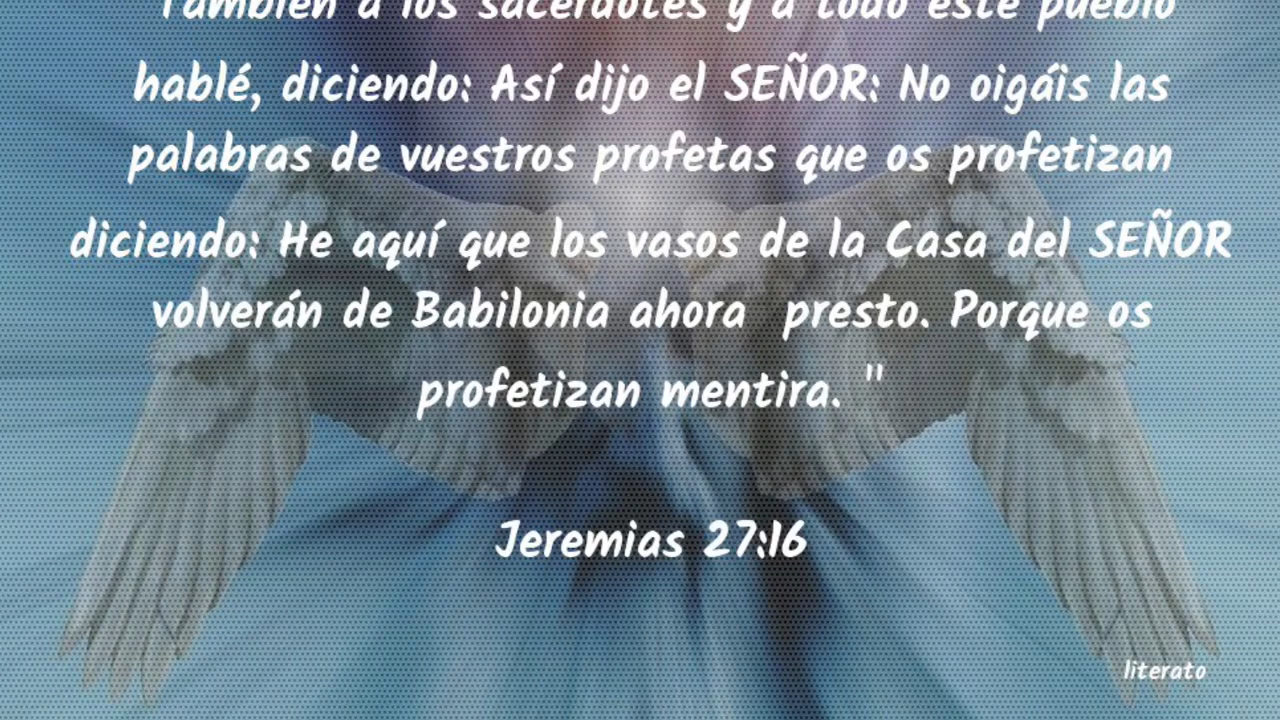 También a los sacerdotes y a todo este pueblo
hablé, diciendo: Así dijo el SEÑOR: No oigáis las
palabras de vuestros profetas que os profetizan
diciendo: He aquí que los vasos de la Casa del SEÑOR
volverán de Babilonia ahora  presto. Porque os
profetizan mentira. "
Jeremias 27:16
literato